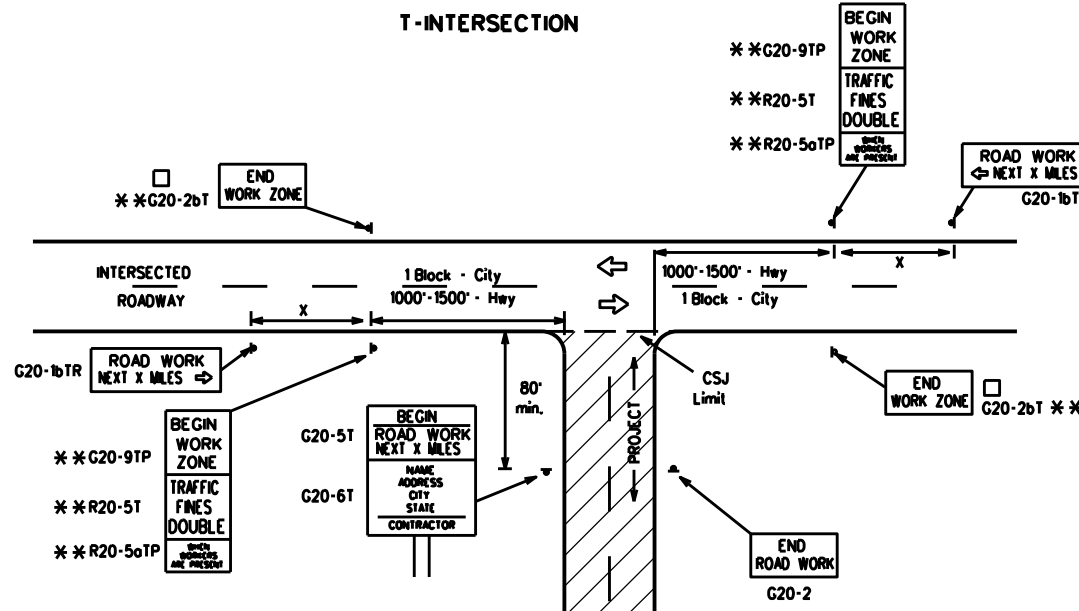 T-INTERSECTION
BEGIN
WORK
ZONE
**G20-9TP
TRAFFIC
FINES
DOUBLE
**R20-5T
WHEN
WORKERS
ARE PRESENT
**R20-5aTP
ROAD WORK
⇦ NEXT X MILES
G20-1bT
END
WORK ZONE
□
**G20-2bT
INTERSECTED
ROADWAY
1 Block - City
1000'-1500' - Hwy
1000'-1500' - Hwy
1 Block - City
X
X
G20-1bTR
ROAD WORK
NEXT X MILES ⇨
80'
min.
CSJ
Limit
PROJECT
END
WORK ZONE
□
G20-2bT **
BEGIN
WORK
ZONE
**G20-9TP
TRAFFIC
FINES
DOUBLE
**R20-5T
WHEN
WORKERS
ARE PRESENT
**R20-5aTP
G20-5T
BEGIN
ROAD WORK
NEXT X MILES
G20-6T
NAME
ADDRESS
CITY
STATE
CONTRACTOR
END
ROAD WORK
G20-2